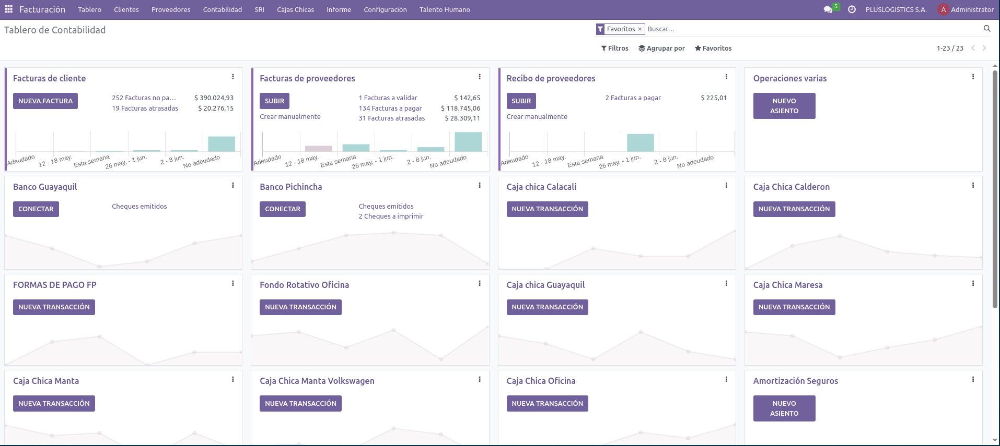 Facturación Tablero Clientes Proveedores Contabilidad SRI Cajas Chicas Informe Configuración Talento Humano 5 PLUSLOGISTICS S.A. A Administrator
Tablero de Contabilidad
Favoritos × Buscar...
Filtros Agrupar por Favoritos 1-23 / 23
Facturas de cliente
NUEVA FACTURA
252 Facturas no pa... $ 390.024,93
19 Facturas atrasadas $ 20.276,15
Adeudado 12 - 18 may. Esta semana 26 may. - 1 jun. 2 - 8 jun. No adeudado
Facturas de proveedores
SUBIR
Crear manualmente
1 Facturas a validar $ 142,65
134 Facturas a pagar $ 118.745,06
31 Facturas atrasadas $ 28.309,11
Adeudado 12 - 18 may. Esta semana 26 may. - 1 jun. 2 - 8 jun. No adeudado
Recibo de proveedores
SUBIR
Crear manualmente
2 Facturas a pagar $ 225,01
Adeudado 12 - 18 may. Esta semana 26 may. - 1 jun. 2 - 8 jun. No adeudado
Operaciones varias
NUEVO
ASIENTO
Banco Guayaquil
CONECTAR
Cheques emitidos
Banco Pichincha
CONECTAR
Cheques emitidos
2 Cheques a imprimir
Caja chica Calacali
NUEVA TRANSACCIÓN
Caja Chica Calderon
NUEVA TRANSACCIÓN
FORMAS DE PAGO FP
NUEVA TRANSACCIÓN
Fondo Rotativo Oficina
NUEVA TRANSACCIÓN
Caja chica Guayaquil
NUEVA TRANSACCIÓN
Caja Chica Maresa
NUEVA TRANSACCIÓN
Caja Chica Manta
NUEVA TRANSACCIÓN
Caja Chica Manta Volkswagen
NUEVA TRANSACCIÓN
Caja Chica Oficina
NUEVA TRANSACCIÓN
Amortización Seguros
NUEVO
ASIENTO